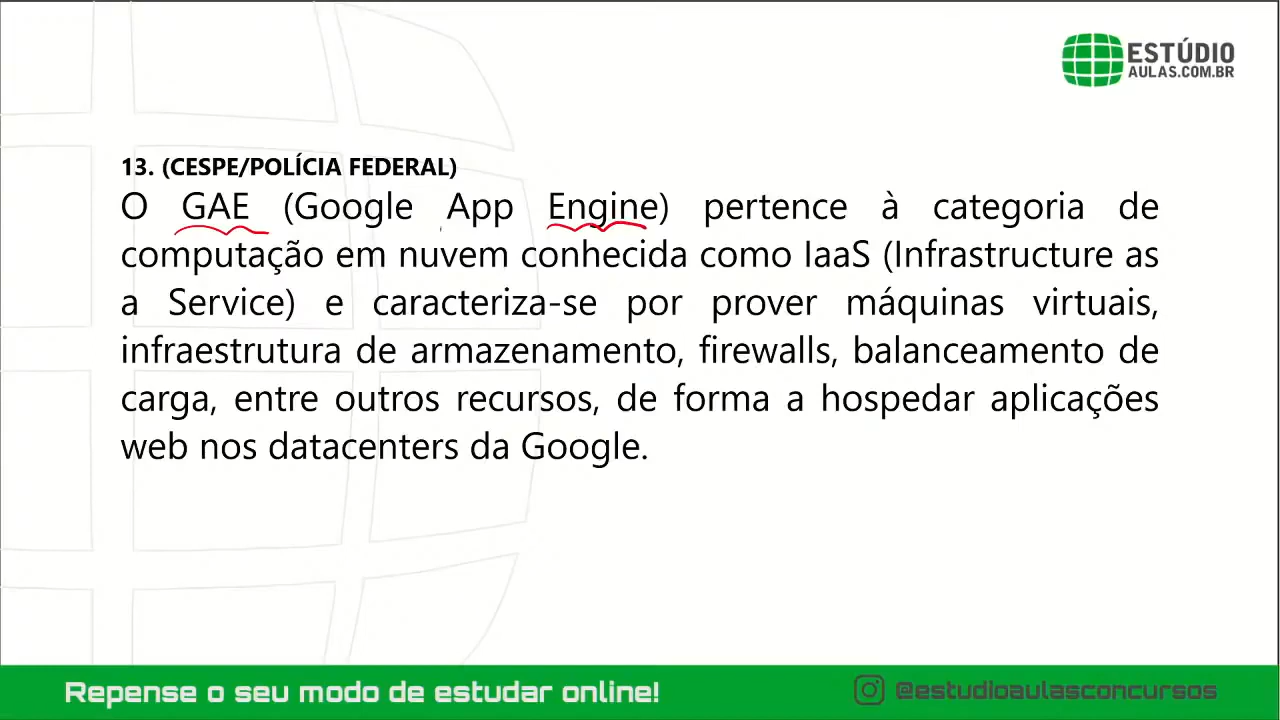 ESTÚDIO
AULAS.COM.BR
13. (CESPE/POLÍCIA FEDERAL)
O GAE (Google App Engine) pertence à categoria de
computação em nuvem conhecida como IaaS (Infrastructure as
a Service) e caracteriza-se por prover máquinas virtuais,
infraestrutura de armazenamento, firewalls, balanceamento de
carga, entre outros recursos, de forma a hospedar aplicações
web nos datacenters da Google.
Repense o seu modo de estudar online!
@estudioaulasconcursos